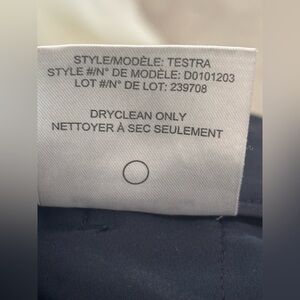 STYLE/MODÈLE: TESTRA
STYLE #/N° DE MODÈLE: D0101203
LOT #/N° DE LOT: 239708
DRYCLEAN ONLY
NETTOYER À SEC SEULEMENT